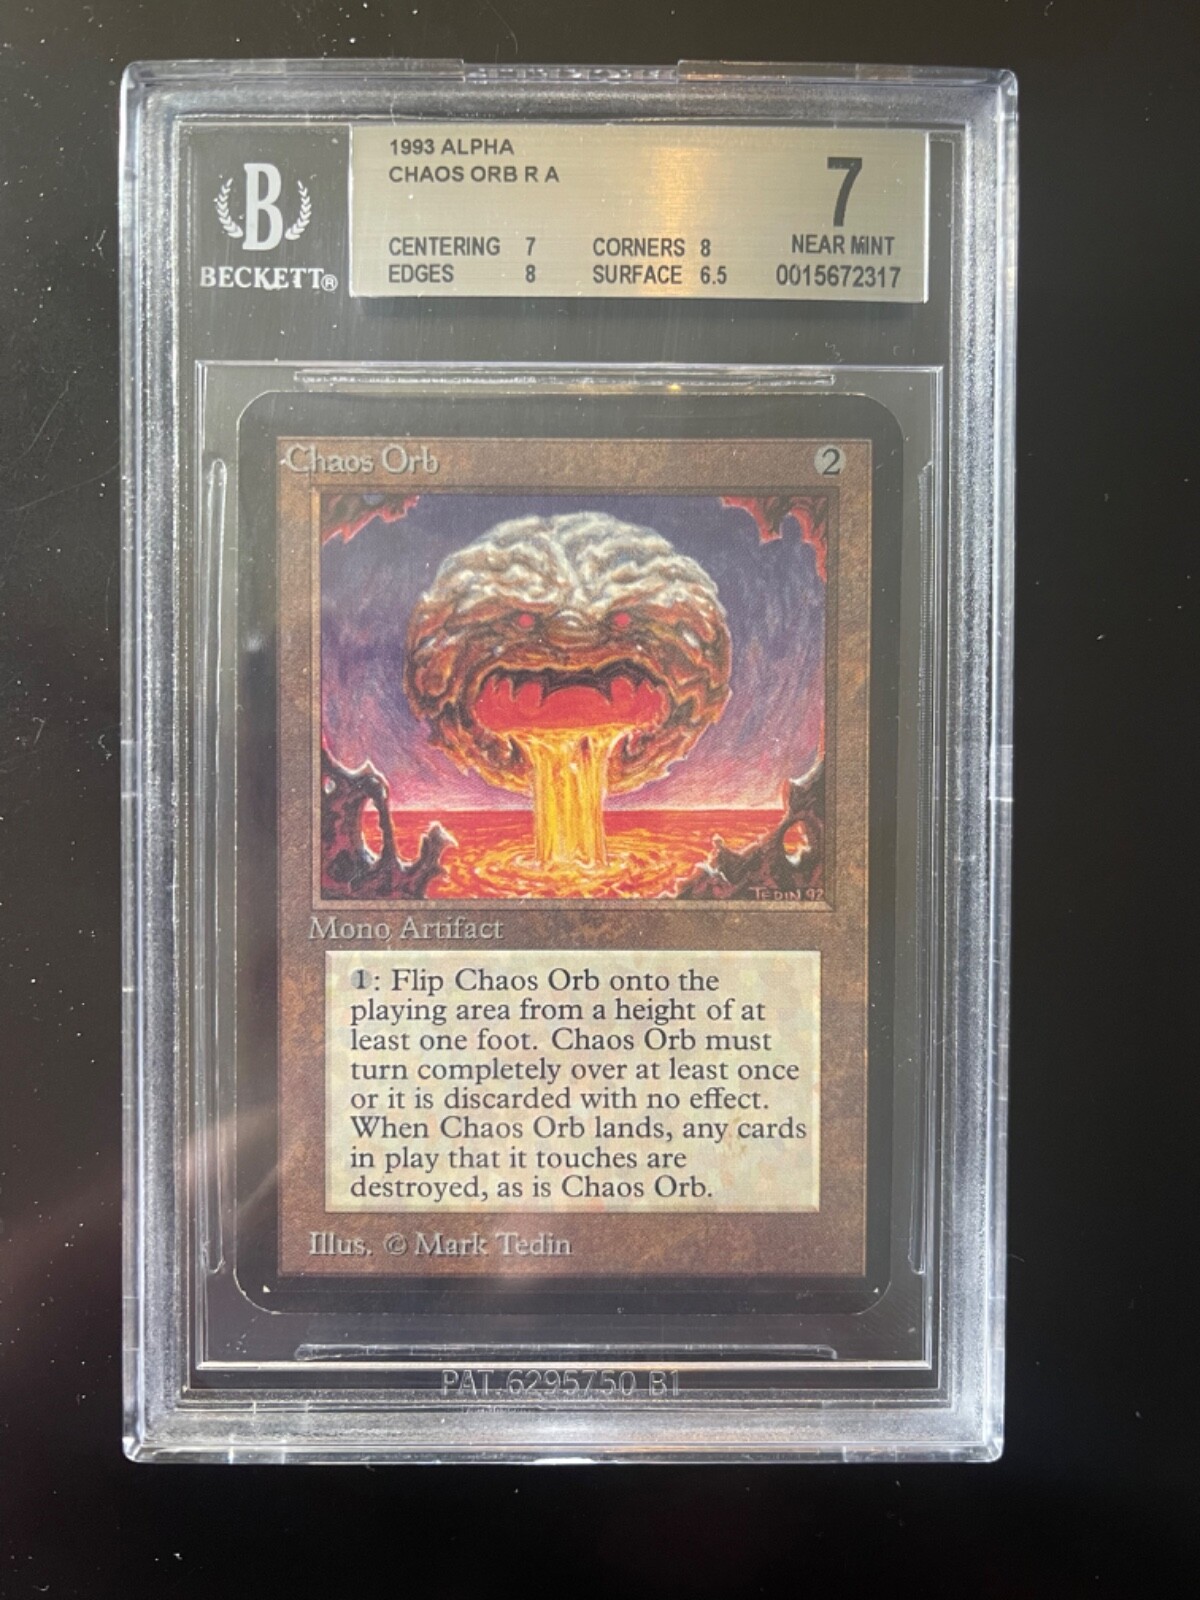 B
BECKETT®
1993 ALPHA
CHAOS ORB R A
7
CENTERING 7 CORNERS 8 NEAR MINT
EDGES 8 SURFACE 6.5 0015672317
Chaos Orb 2
TEDIN 92
Mono Artifact
1: Flip Chaos Orb onto the
playing area from a height of at
least one foot. Chaos Orb must
turn completely over at least once
or it is discarded with no effect.
When Chaos Orb lands, any cards
in play that it touches are
destroyed, as is Chaos Orb.
Illus. © Mark Tedin
PAT.6295750 B1